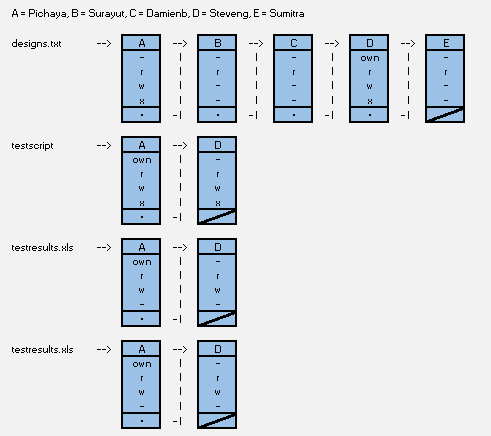 A = Pichaya, B = Surayut, C = Damienb, D = Steveng, E = Sumitra
designs.txt --> A --> B --> C --> D --> E
- - - own -
r r r r r
w - - w -
x - - x -
testscript --> A --> D
own -
r r
w w
x x
testresults.xls --> A --> D
own -
r r
w w
- -
testresults.xls --> A --> D
own -
r r
w w
- -